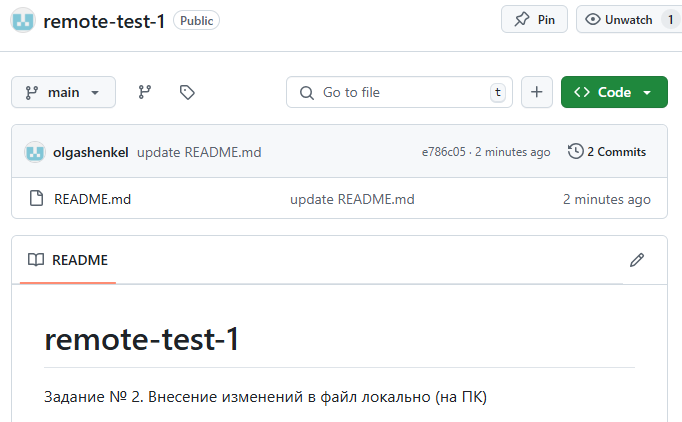 remote-test-1 Public Pin Unwatch 1
main Go to file t Code
olgashenkel update README.md e786c05 · 2 minutes ago 2 Commits
README.md update README.md 2 minutes ago
README
remote-test-1
Задание № 2. Внесение изменений в файл локально (на ПК)